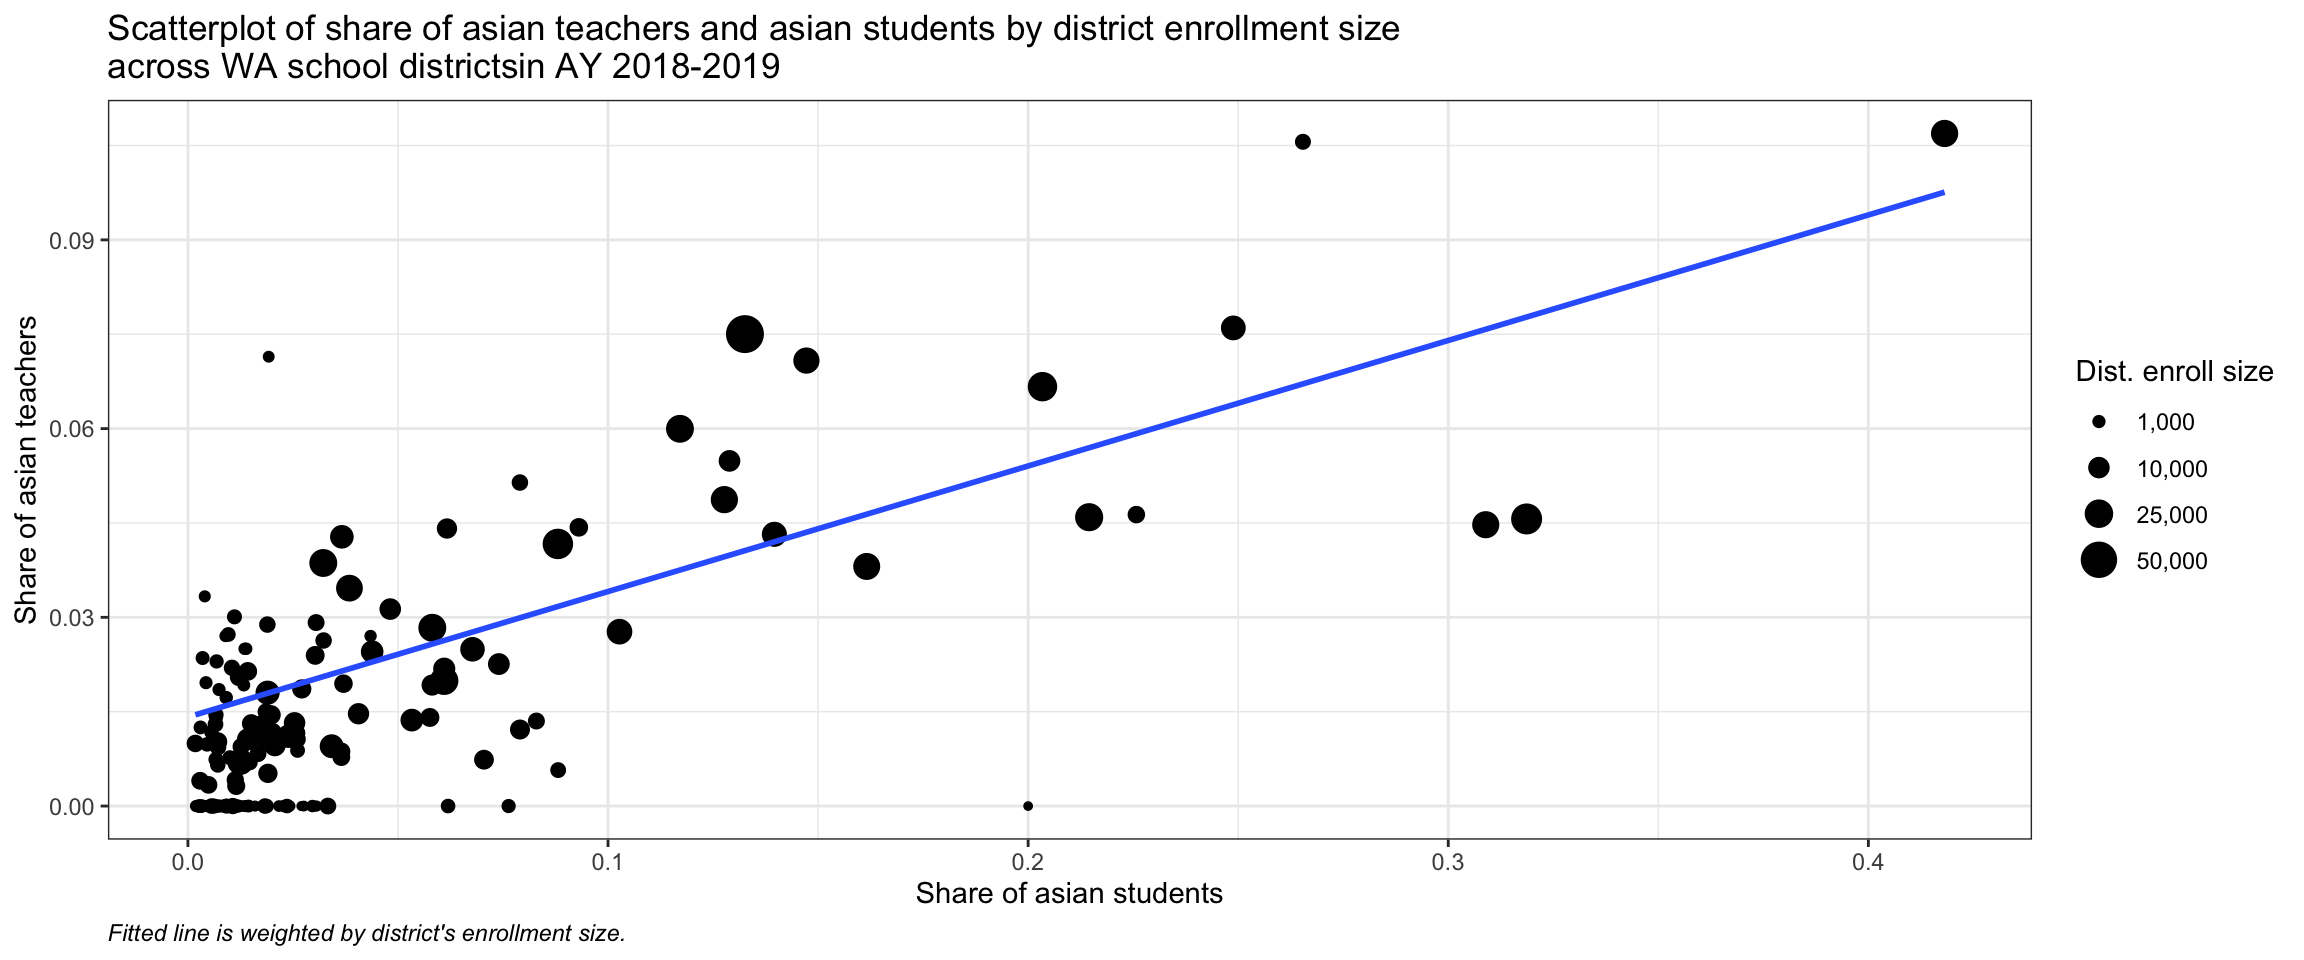 Scatterplot of share of asian teachers and asian students by district enrollment size
across WA school districtsin AY 2018-2019
Share of asian teachers
0.09
0.06
0.03
0.00
0.0
0.1
0.2
0.3
0.4
Share of asian students
Dist. enroll size
1,000
10,000
25,000
50,000
Fitted line is weighted by district's enrollment size.